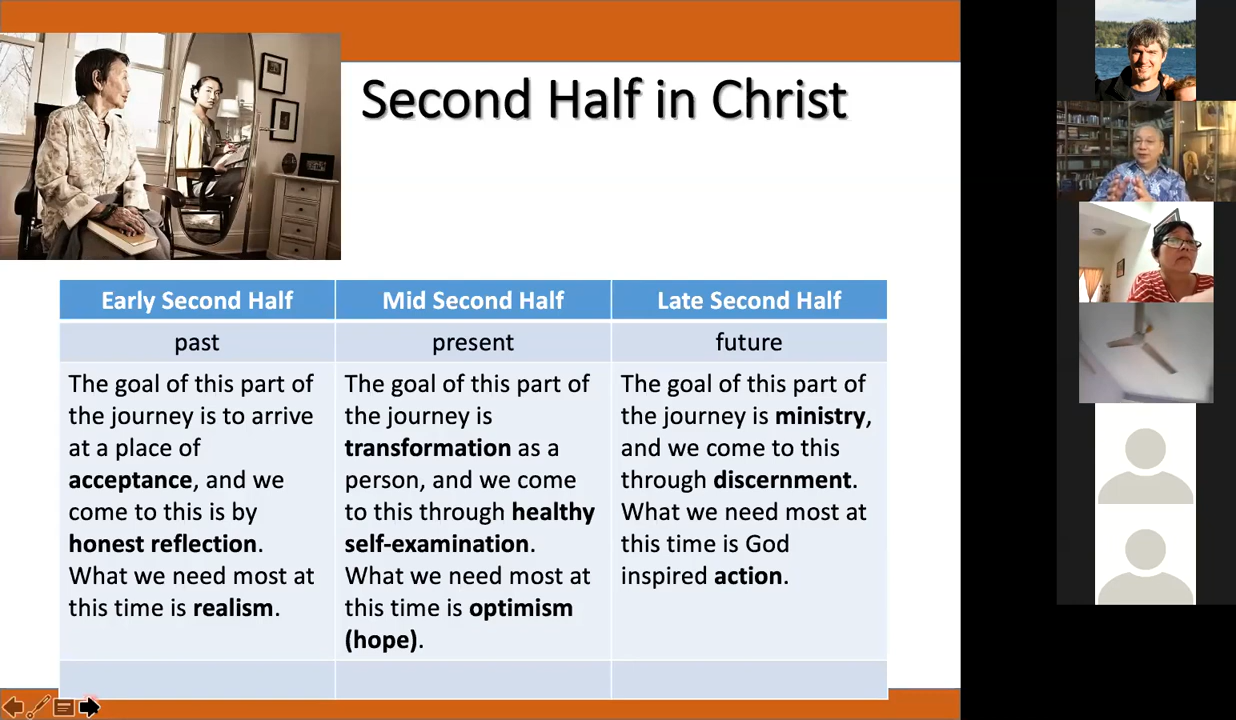 Second Half in Christ
Early Second Half
past
The goal of this part of
the journey is to arrive
at a place of
acceptance, and we
come to this is by
honest reflection.
What we need most at
this time is realism.
Mid Second Half
present
The goal of this part of
the journey is
transformation as a
person, and we come
to this through healthy
self-examination.
What we need most at
this time is optimism
(hope).
Late Second Half
future
The goal of this part of
the journey is ministry,
and we come to this
through discernment.
What we need most at
this time is God
inspired action.